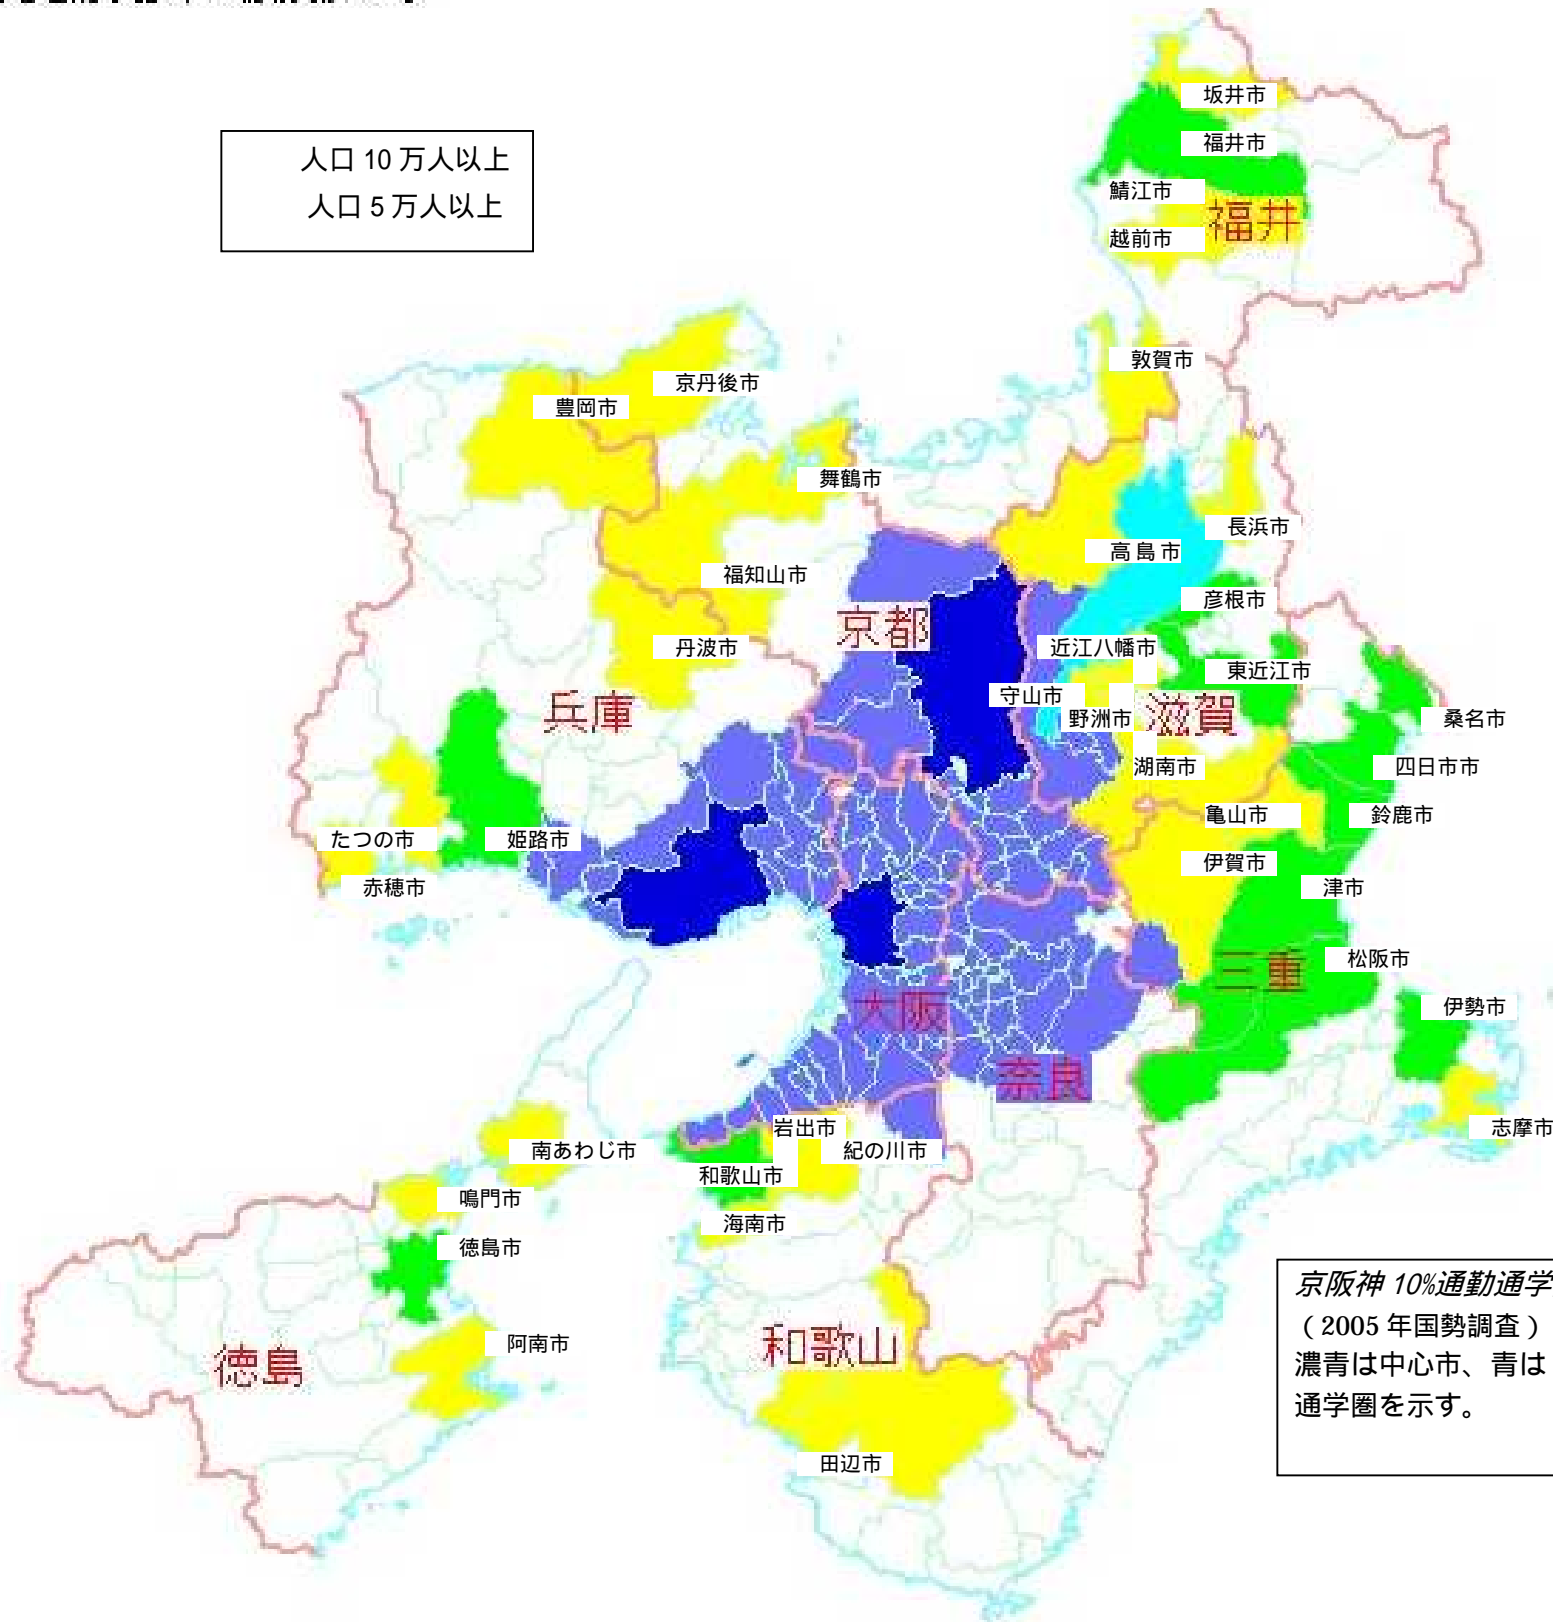 人口 10 万人以上
人口 5 万人以上
坂井市
福井市
鯖江市
越前市
福井
敦賀市
京丹後市
豊岡市
舞鶴市
長浜市
高島市
福知山市
彦根市
京都
近江八幡市
丹波市
東近江市
守山市
兵庫
野洲市
滋賀
桑名市
湖南市
四日市市
亀山市
鈴鹿市
たつの市
姫路市
伊賀市
赤穂市
津市
松阪市
三重
伊勢市
大阪
奈良
岩出市
志摩市
南あわじ市
紀の川市
和歌山市
鳴門市
海南市
徳島市
阿南市
和歌山
徳島
田辺市
京阪神 10%通勤通学
（2005 年国勢調査）
濃青は中心市、青は
通学圏を示す。